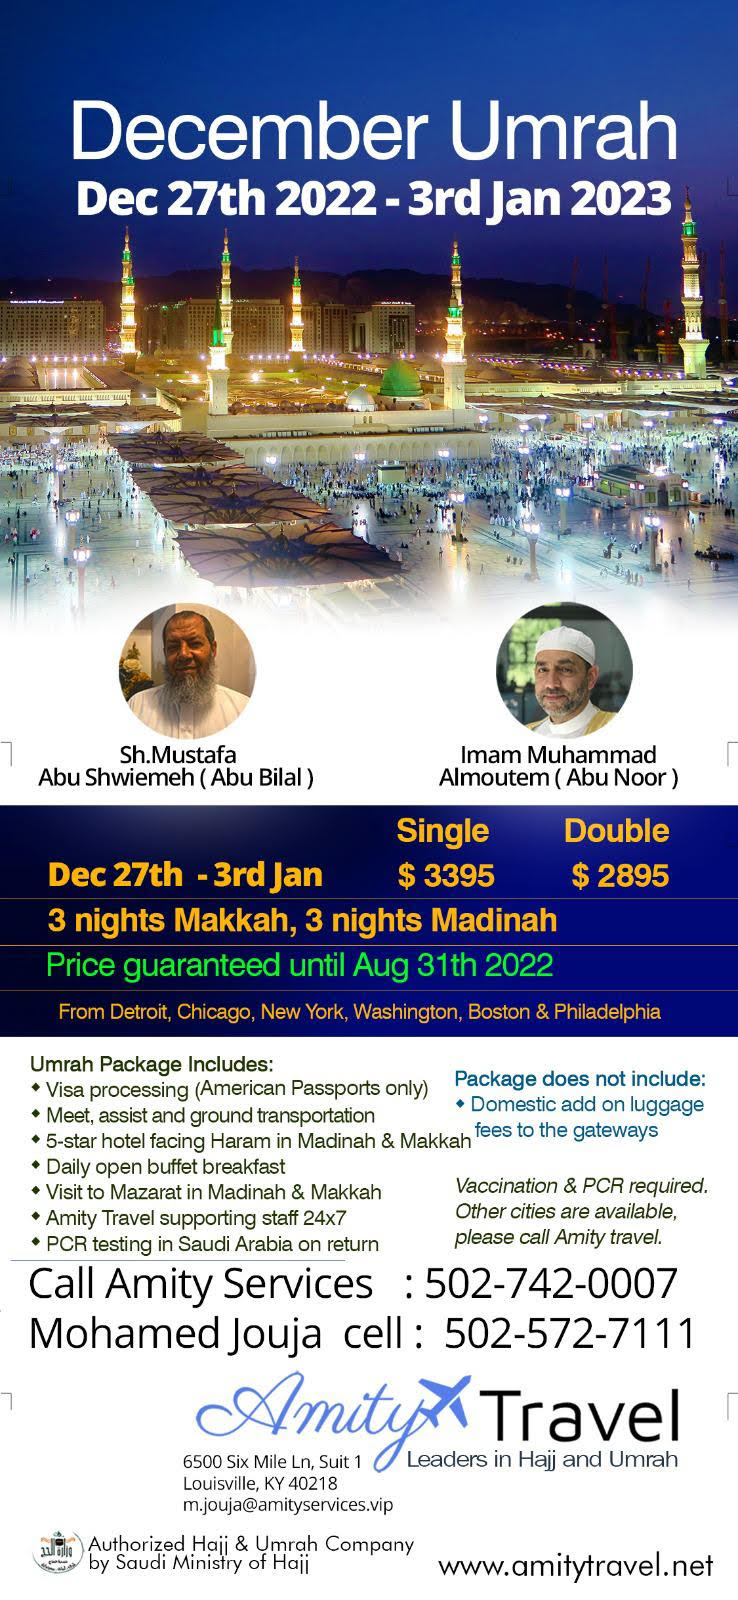 December Umrah
Dec 27th 2022 - 3rd Jan 2023
Sh.Mustafa
Abu Shwiemeh ( Abu Bilal )
Imam Muhammad
Almoutem ( Abu Noor )
Single Double
Dec 27th - 3rd Jan $ 3395 $ 2895
3 nights Makkah, 3 nights Madinah
Price guaranteed until Aug 31th 2022
From Detroit, Chicago, New York, Washington, Boston & Philadelphia
Umrah Package Includes:
◆ Visa processing (American Passports only)
◆ Meet, assist and ground transportation
◆ 5-star hotel facing Haram in Madinah & Makkah
◆ Daily open buffet breakfast
◆ Visit to Mazarat in Madinah & Makkah
◆ Amity Travel supporting staff 24x7
◆ PCR testing in Saudi Arabia on return
Package does not include:
◆ Domestic add on luggage
fees to the gateways
Vaccination & PCR required.
Other cities are available,
please call Amity travel.
Call Amity Services : 502-742-0007
Mohamed Jouja cell : 502-572-7111
Amity Travel
Leaders in Hajj and Umrah
6500 Six Mile Ln, Suit 1
Louisville, KY 40218
m.jouja@amityservices.vip
وزارة الحج
Authorized Hajj & Umrah Company
by Saudi Ministry of Hajj
www.amitytravel.net